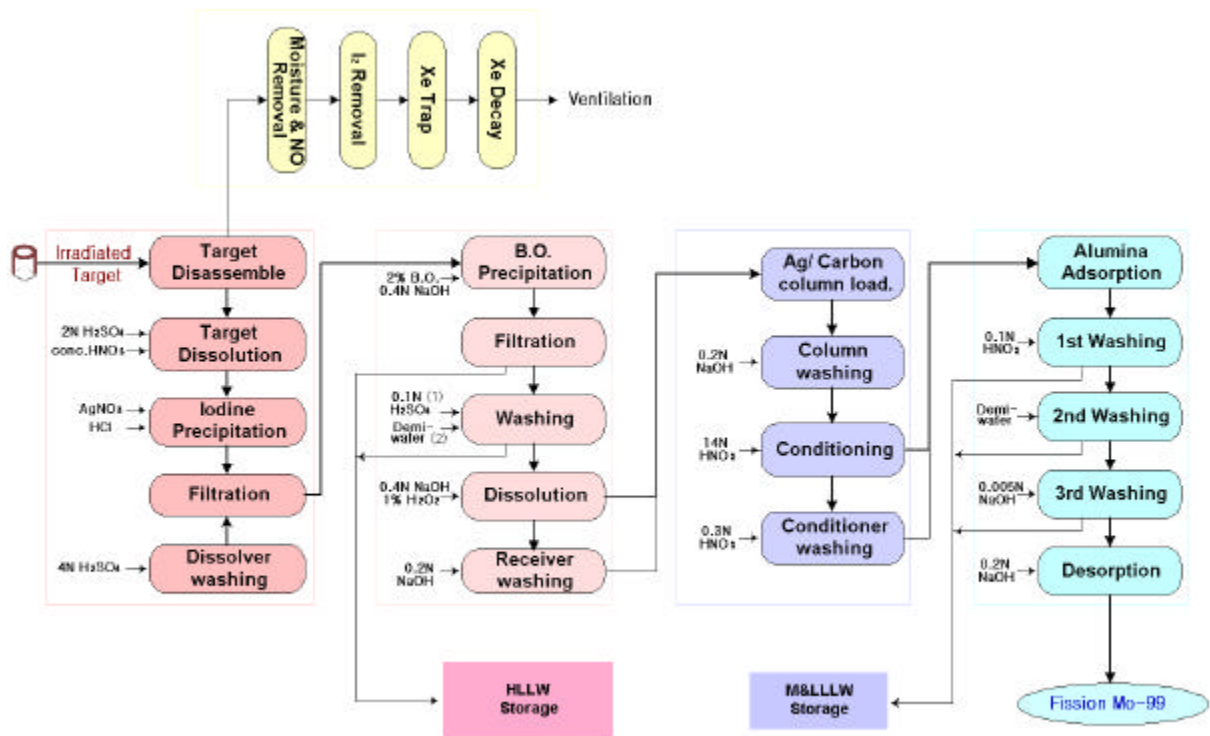 Moisture & NO
Removal
I₂ Removal
Xe Trap
Xe Decay
Ventilation
Irradiated
Target
Target
Disassemble
2N H₂SO₄
conc.HNO₃
Target
Dissolution
AgNO₃
HCl
Iodine
Precipitation
Filtration
4N H₂SO₄
Dissolver
washing
B.O.
Precipitation
2% B.O.
0.4N NaOH
Filtration
0.1N (1)
H₂SO₄
Demi-
water (2)
Washing
0.4N NaOH
1% H₂O₂
Dissolution
0.2N
NaOH
Receiver
washing
HLLW
Storage
Ag/ Carbon
column load.
0.2N
NaOH
Column
washing
14N
HNO₃
Conditioning
0.3N
HNO₃
Conditioner
washing
M&LLLW
Storage
Alumina
Adsorption
0.1N
HNO₃
1st Washing
Demi-
water
2nd Washing
0.005N
NaOH
3rd Washing
0.2N
NaOH
Desorption
Fission Mo-99